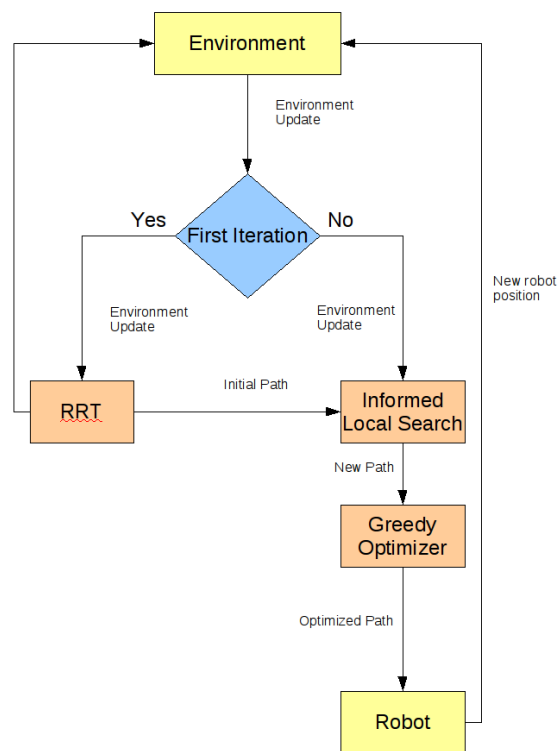 Environment
Environment
Update
Yes
No
First Iteration
New robot
position
Environment
Update
Environment
Update
Initial Path
RRT
Informed
Local Search
New Path
Greedy
Optimizer
Optimized Path
Robot